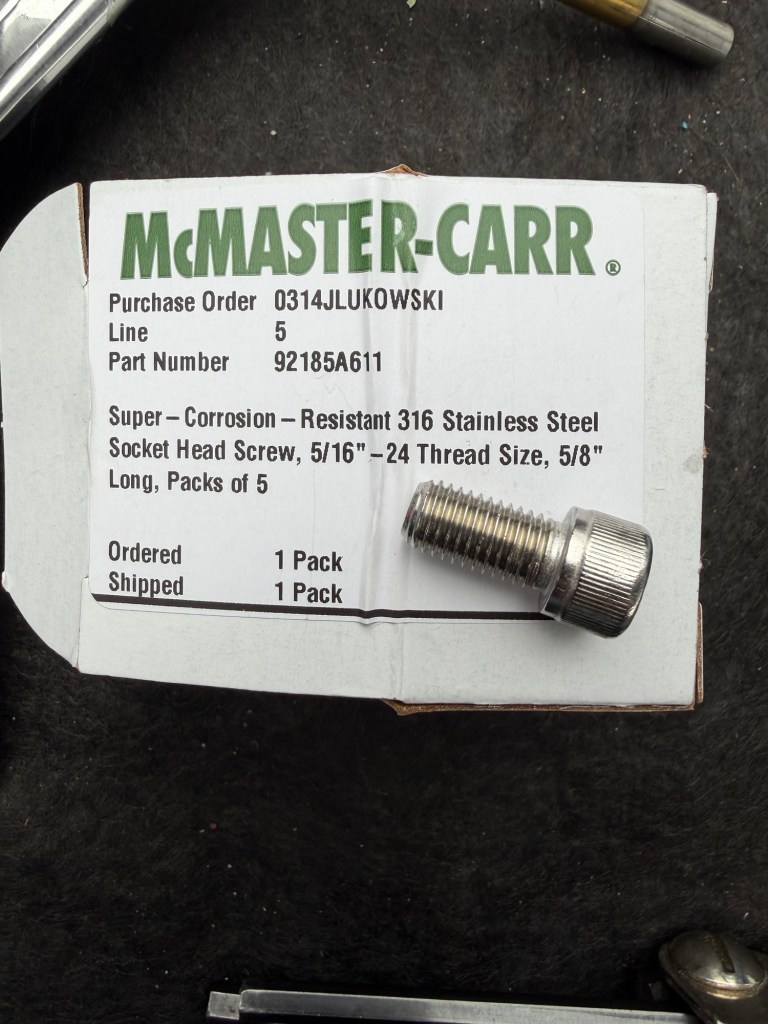 McMASTER-CARR®
Purchase Order 0314JLUKOWSKI
Line 5
Part Number 92185A611
Super-Corrosion-Resistant 316 Stainless Steel
Socket Head Screw, 5/16"-24 Thread Size, 5/8"
Long, Packs of 5
Ordered 1 Pack
Shipped 1 Pack